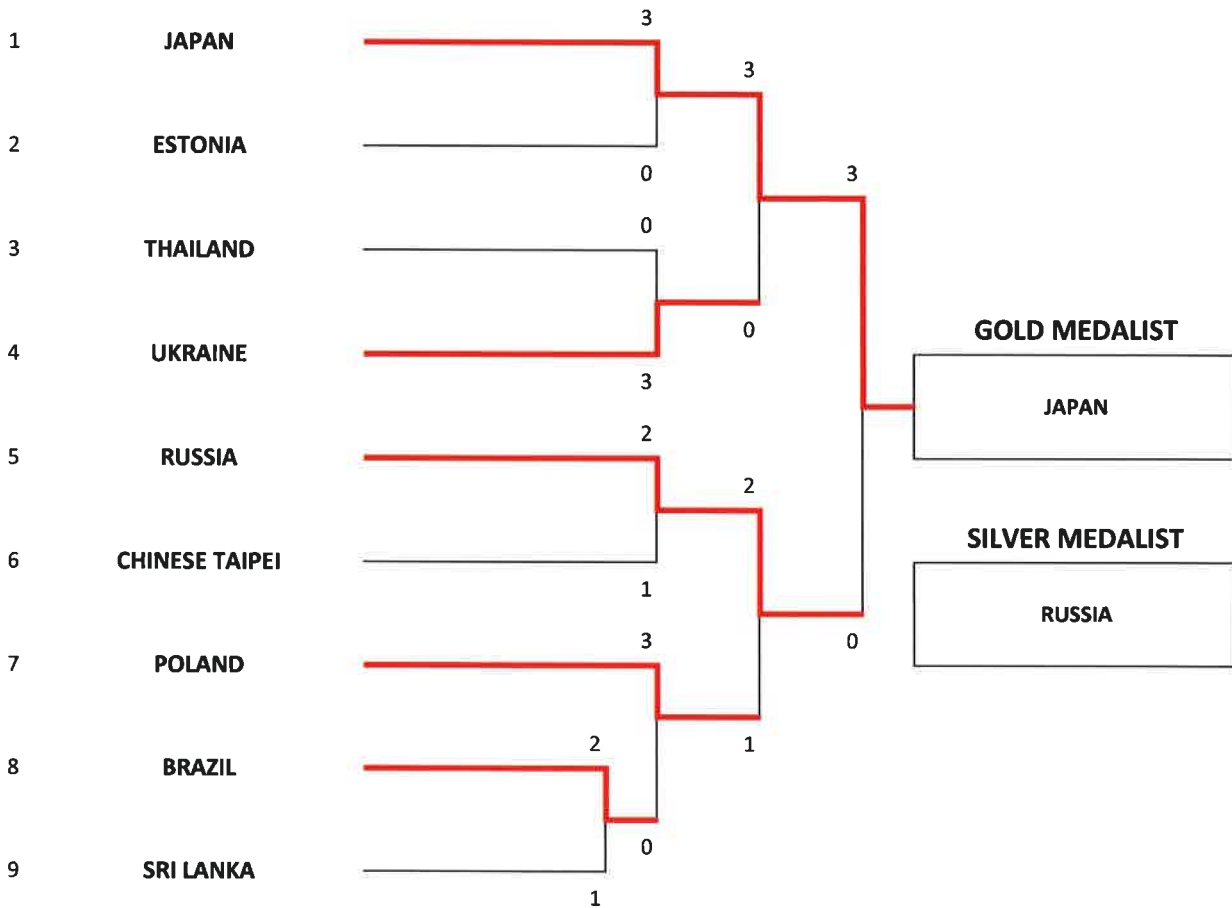 3
1 JAPAN
3
2 ESTONIA
0
3
0
3 THAILAND
0
GOLD MEDALIST
4 UKRAINE
3
JAPAN
2
5 RUSSIA
2
SILVER MEDALIST
6 CHINESE TAIPEI
1
RUSSIA
3
0
7 POLAND
2
1
8 BRAZIL
0
9 SRI LANKA
1